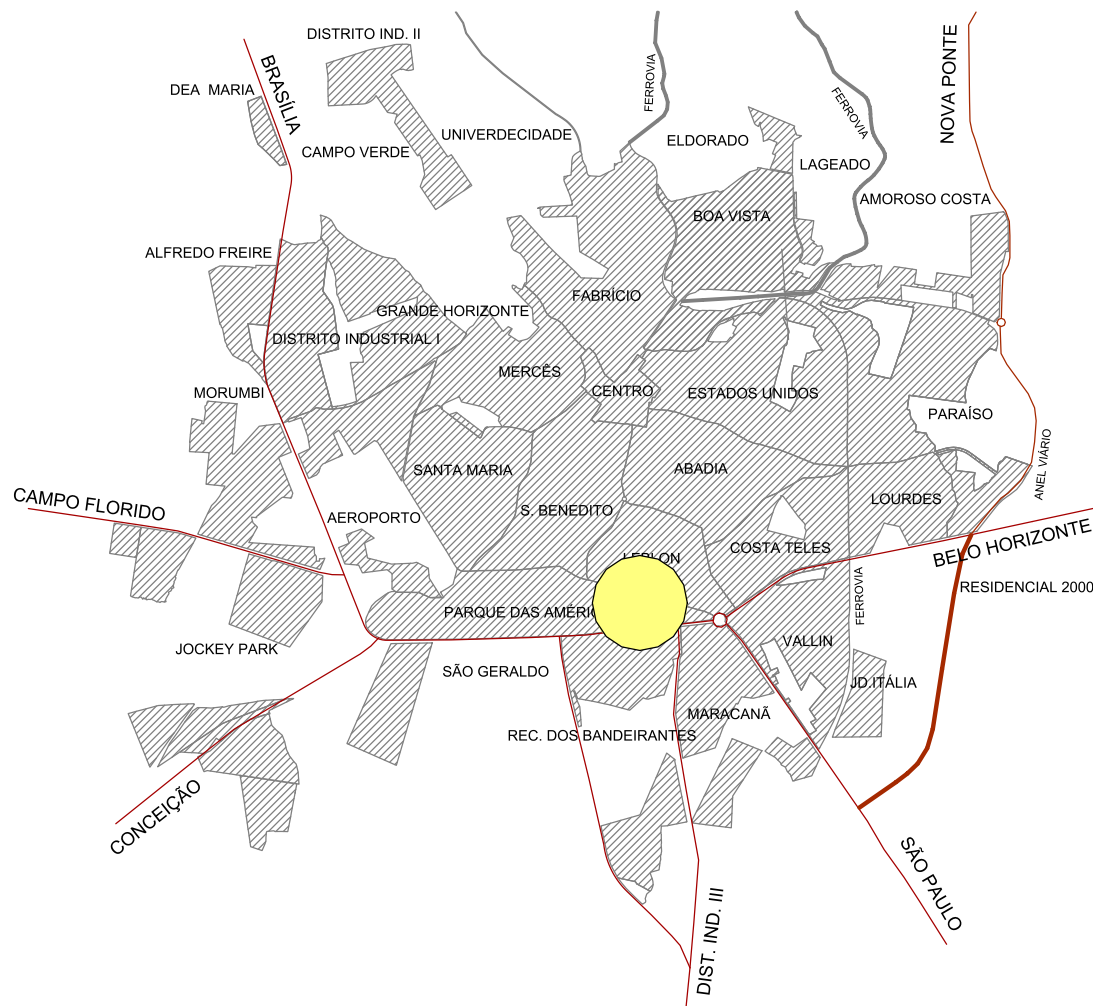 DISTRITO IND. II
BRASÍLIA
DEA  MARIA
FERROVIA
FERROVIA
NOVA PONTE
UNIVERDECIDADE
ELDORADO
CAMPO VERDE
LAGEADO
AMOROSO COSTA
BOA VISTA
ALFREDO FREIRE
FABRÍCIO
GRANDE HORIZONTE
DISTRITO INDUSTRIAL I
MERCÊS
MORUMBI
CENTRO
ESTADOS UNIDOS
PARAÍSO
SANTA MARIA
ABADIA
ANEL VIÁRIO
CAMPO FLORIDO
LOURDES
S. BENEDITO
AEROPORTO
BELO HORIZONTE
COSTA TELES
RESIDENCIAL 2000
FERROVIA
PARQUE DAS
VALLIN
JOCKEY PARK
SÃO GERALDO
JD.ITÁLIA
MARACANÃ
REC. DOS BANDEIRANTES
CONCEIÇÃO
SÃO PAULO
DIST. IND. III